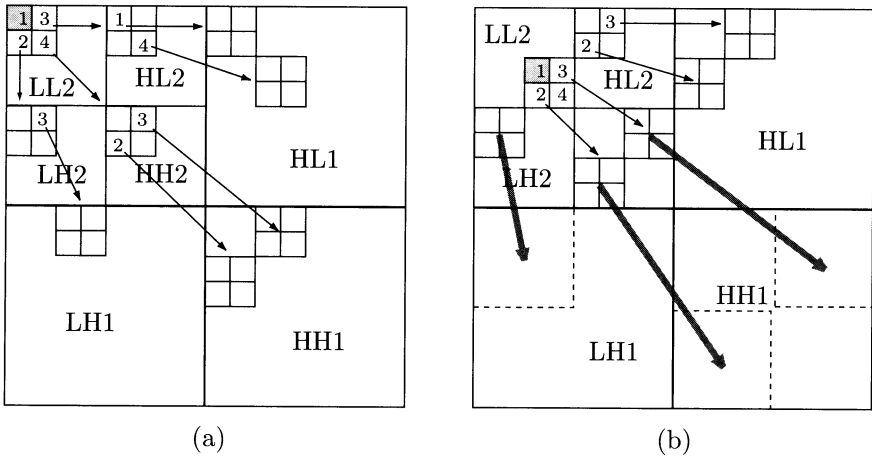 1 3 1
2 4 4
LL2 HL2
3 3
2
LH2 HH2
HL1
LH1 HH1
(a)
3
LL2 2
1 3 HL2
2 4
HL1
LH2
HH1
LH1
(b)